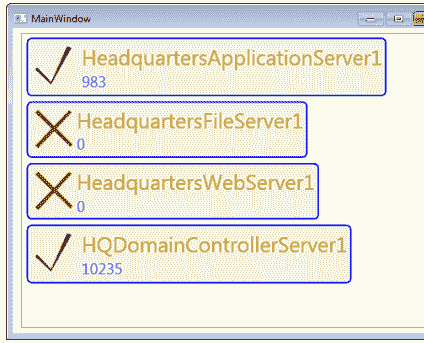 MainWindow
HeadquartersApplicationServer1
983
HeadquartersFileServer1
0
HeadquartersWebServer1
0
HQDomainControllerServer1
10235